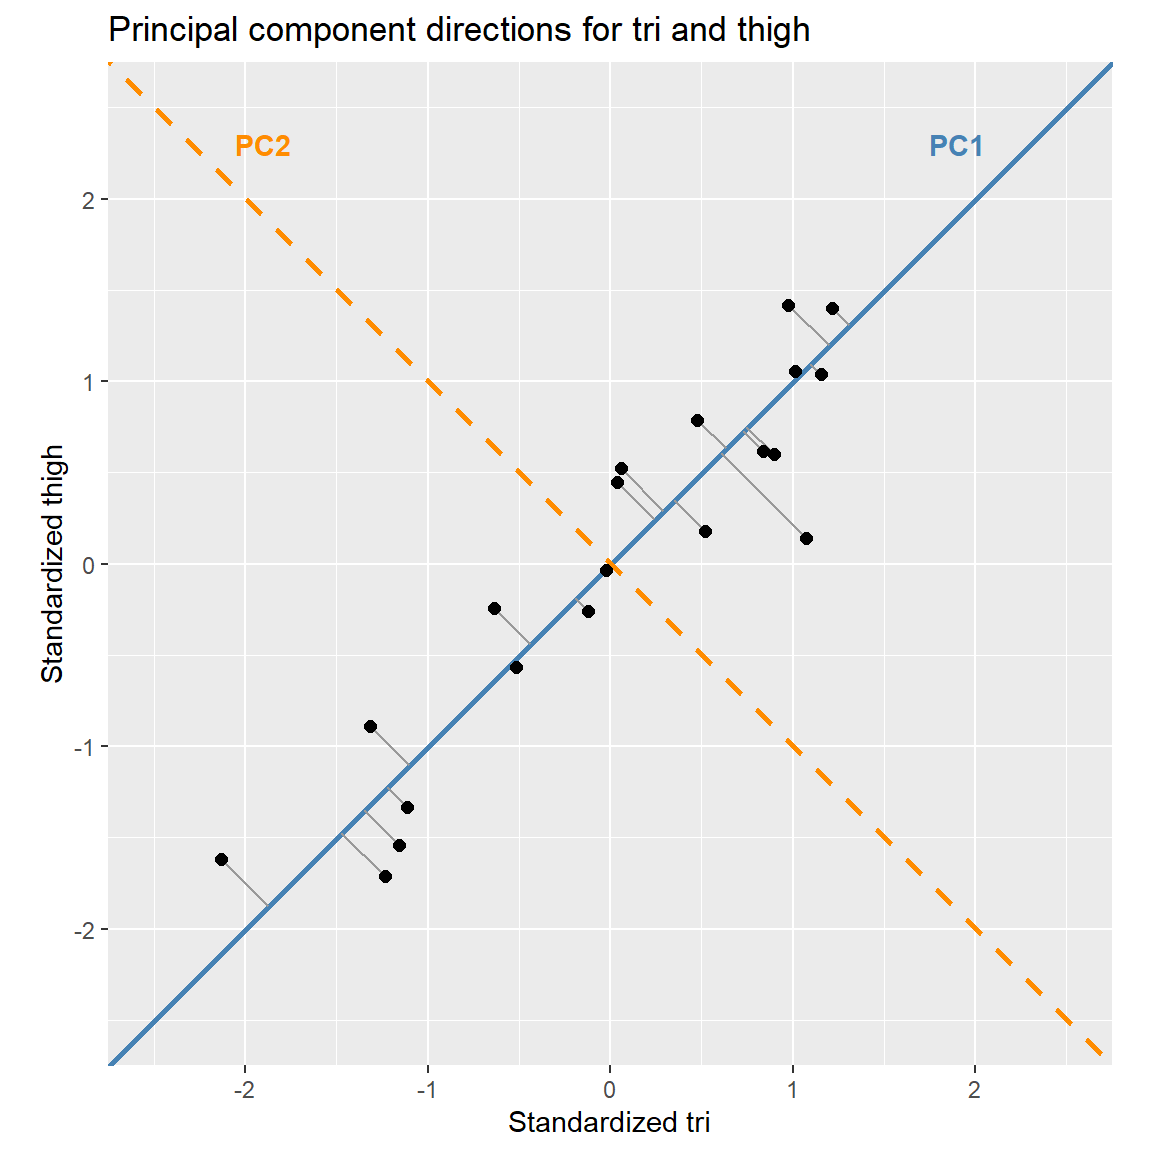 Principal component directions for tri and thigh
PC2
PC1
Standardized thigh
2
1
0
-1
-2
-2
-1
0
1
2
Standardized tri